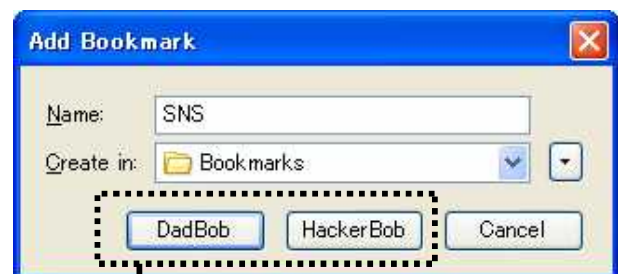 Add Bookmark
Name: SNS
Create in: Bookmarks
DadBob HackerBob Cancel